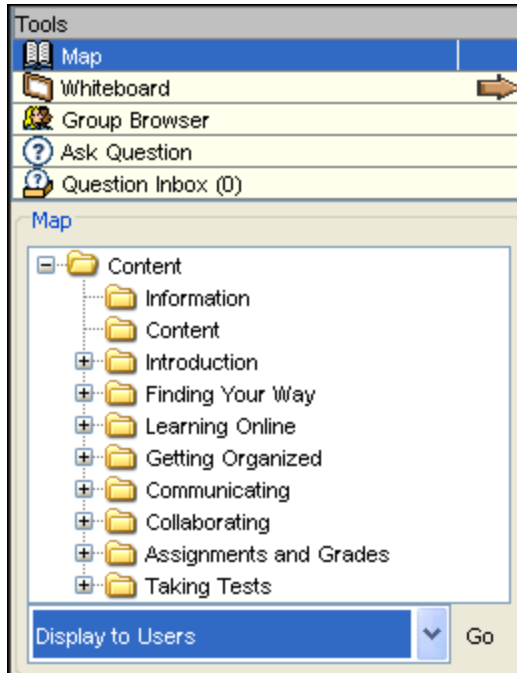 Tools
Map
Whiteboard
Group Browser
Ask Question
Question Inbox (0)
Map
Content
Information
Content
Introduction
Finding Your Way
Learning Online
Getting Organized
Communicating
Collaborating
Assignments and Grades
Taking Tests
Display to Users Go